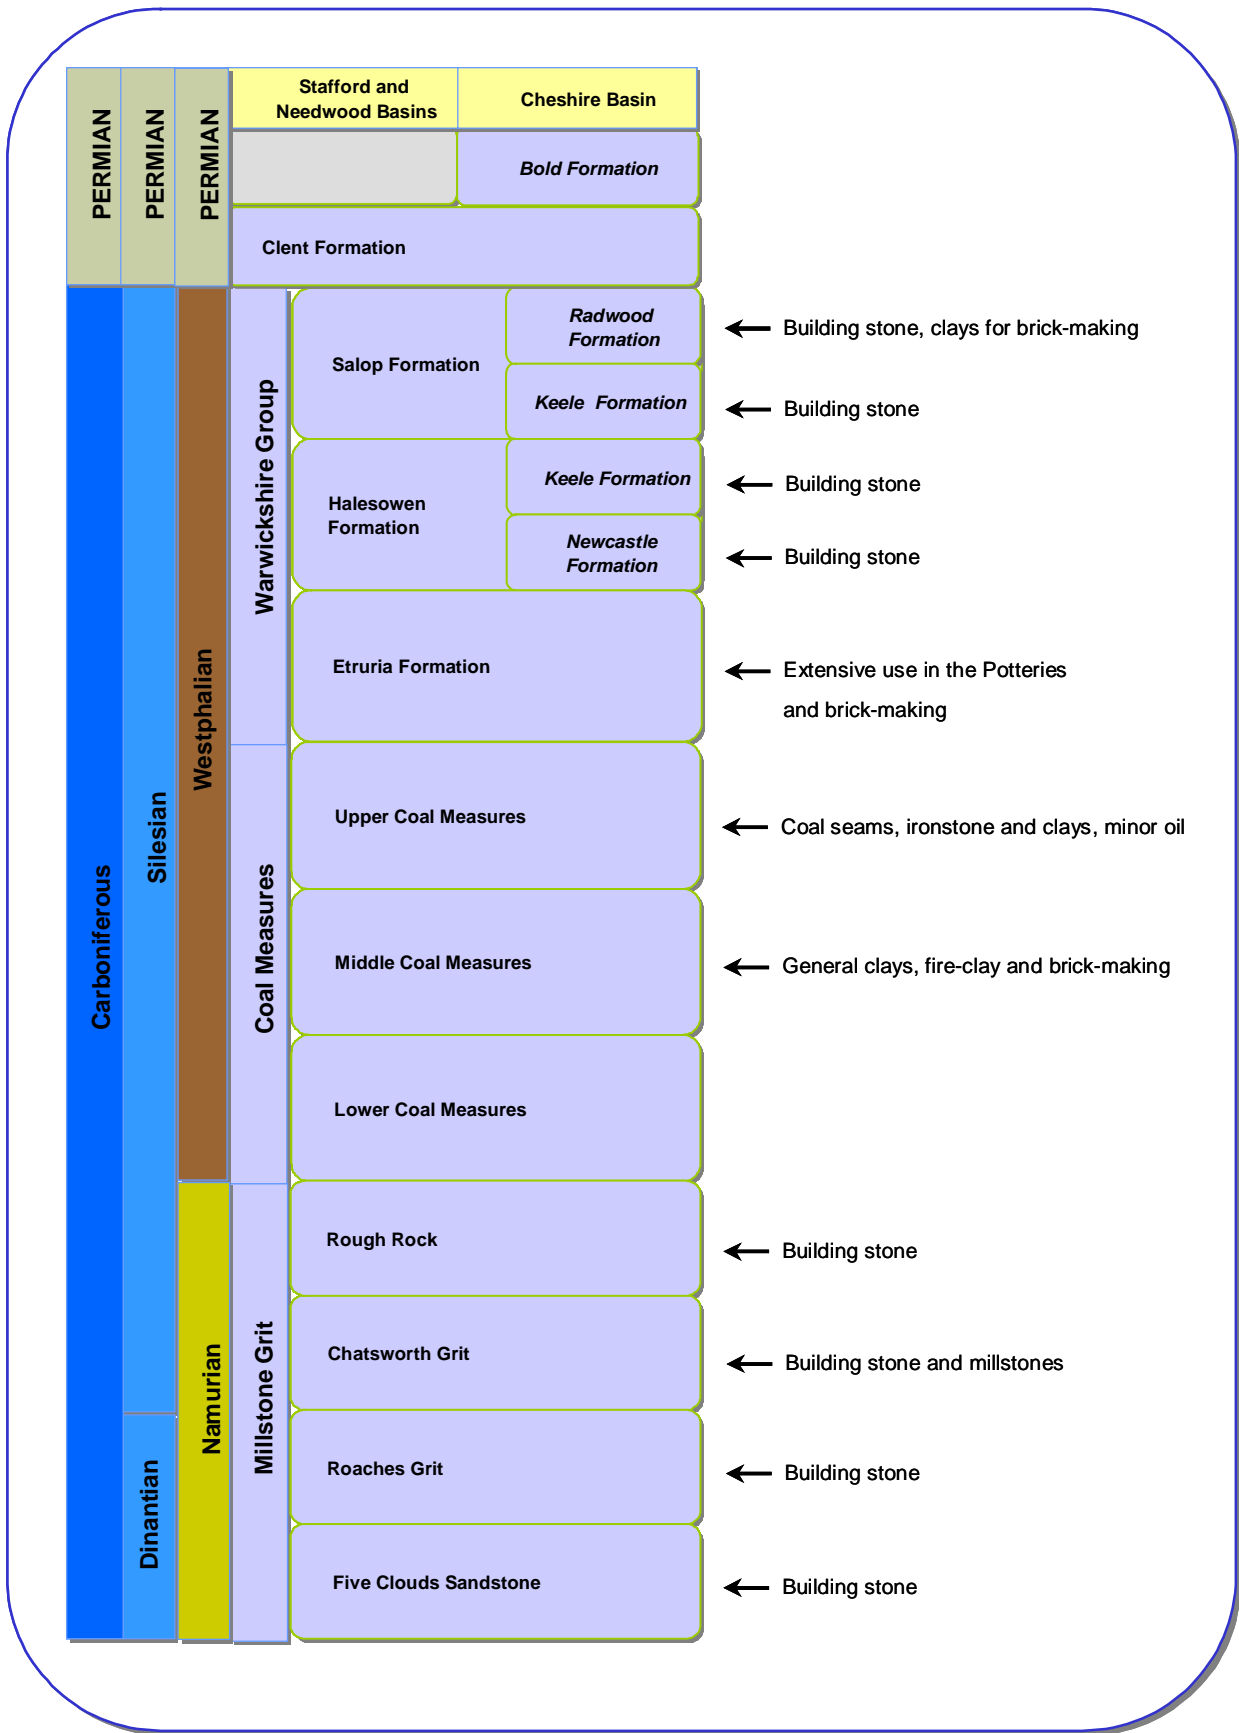 PERMIAN
PERMIAN
PERMIAN
Stafford and
Needwood Basins
Cheshire Basin
Bold Formation
Clent Formation
Carboniferous
Silesian
Dinantian
Westphalian
Namurian
Warwickshire Group
Coal Measures
Millstone Grit
Salop Formation
Radwood
Formation
Building stone, clays for brick-making
Keele Formation
Building stone
Halesowen
Formation
Keele Formation
Building stone
Newcastle
Formation
Building stone
Etruria Formation
Extensive use in the Potteries
and brick-making
Upper Coal Measures
Coal seams, ironstone and clays, minor oil
Middle Coal Measures
General clays, fire-clay and brick-making
Lower Coal Measures
Rough Rock
Building stone
Chatsworth Grit
Building stone and millstones
Roaches Grit
Building stone
Five Clouds Sandstone
Building stone